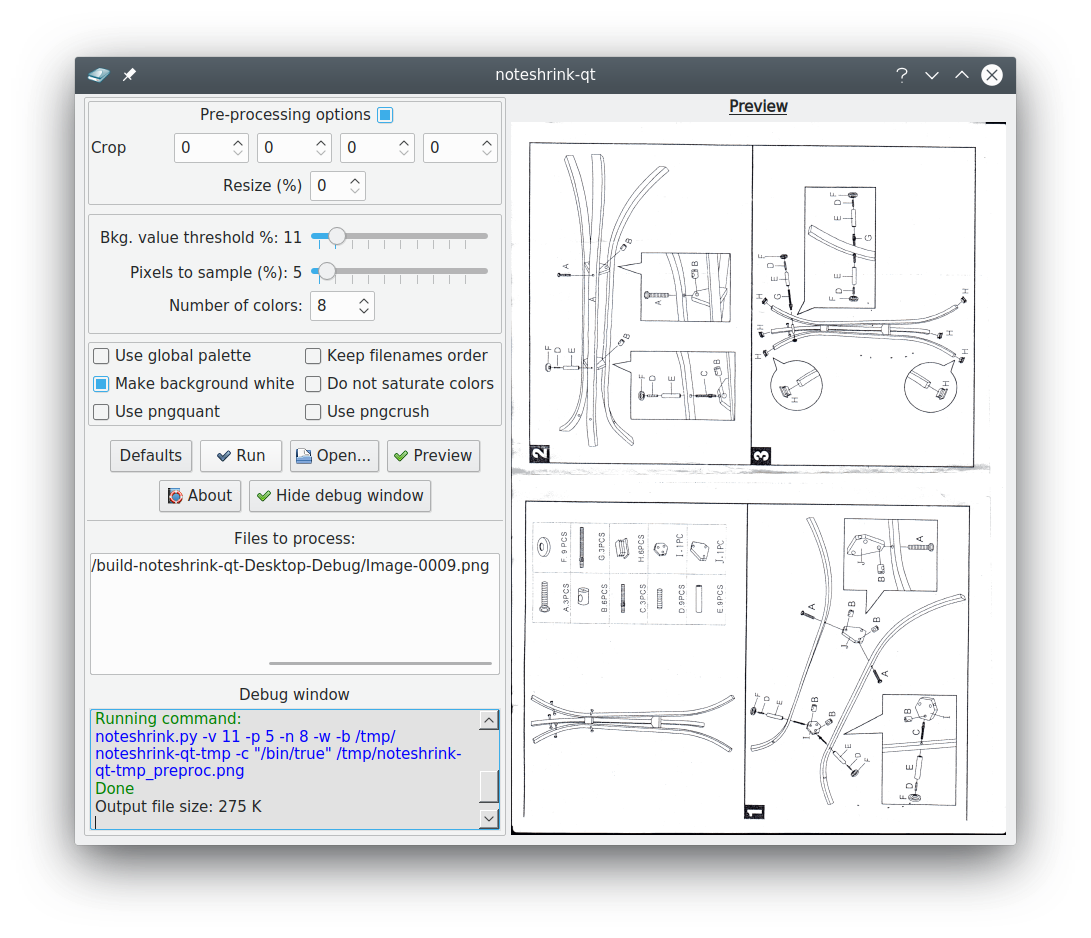 noteshrink-qt
Pre-processing options
Crop 0 0 0 0
Resize (%) 0
Bkg. value threshold %: 11
Pixels to sample (%): 5
Number of colors: 8
Use global palette Keep filenames order
Make background white Do not saturate colors
Use pngquant Use pngcrush
Defaults Run Open... Preview
About Hide debug window
Files to process:
/build-noteshrink-qt-Desktop-Debug/Image-0009.png
Debug window
Running command:
noteshrink.py -v 11 -p 5 -n 8 -w -b /tmp/
noteshrink-qt-tmp -c "/bin/true" /tmp/noteshrink-
qt-tmp_preproc.png
Done
Output file size: 275 K
Preview
2
A
B
A
B
A
B
F
D
E
F
D
E
C
B
3
F
D
E
G
E
D
F
F
D
E
G
H
H
H
H
H
H
H
H
F.9PCS
G.3PCS
H.6PCS
I.1PC
J.1PC
A.3PCS
B.6PCS
C.3PCS
D.9PCS
E.9PCS
1
A
J
B
A
B
B
J
A
F
D
E
B
B
I
E
D
F
B
I
C
E
D
F